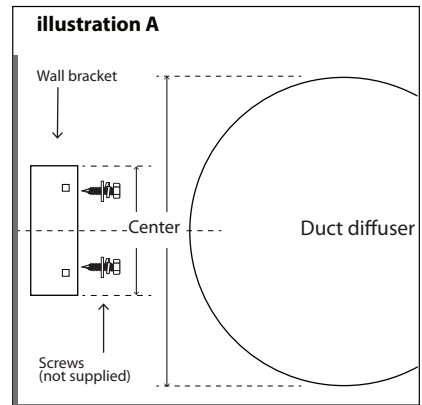 illustration A
Wall bracket
Center
Duct diffuser
Screws
(not supplied)